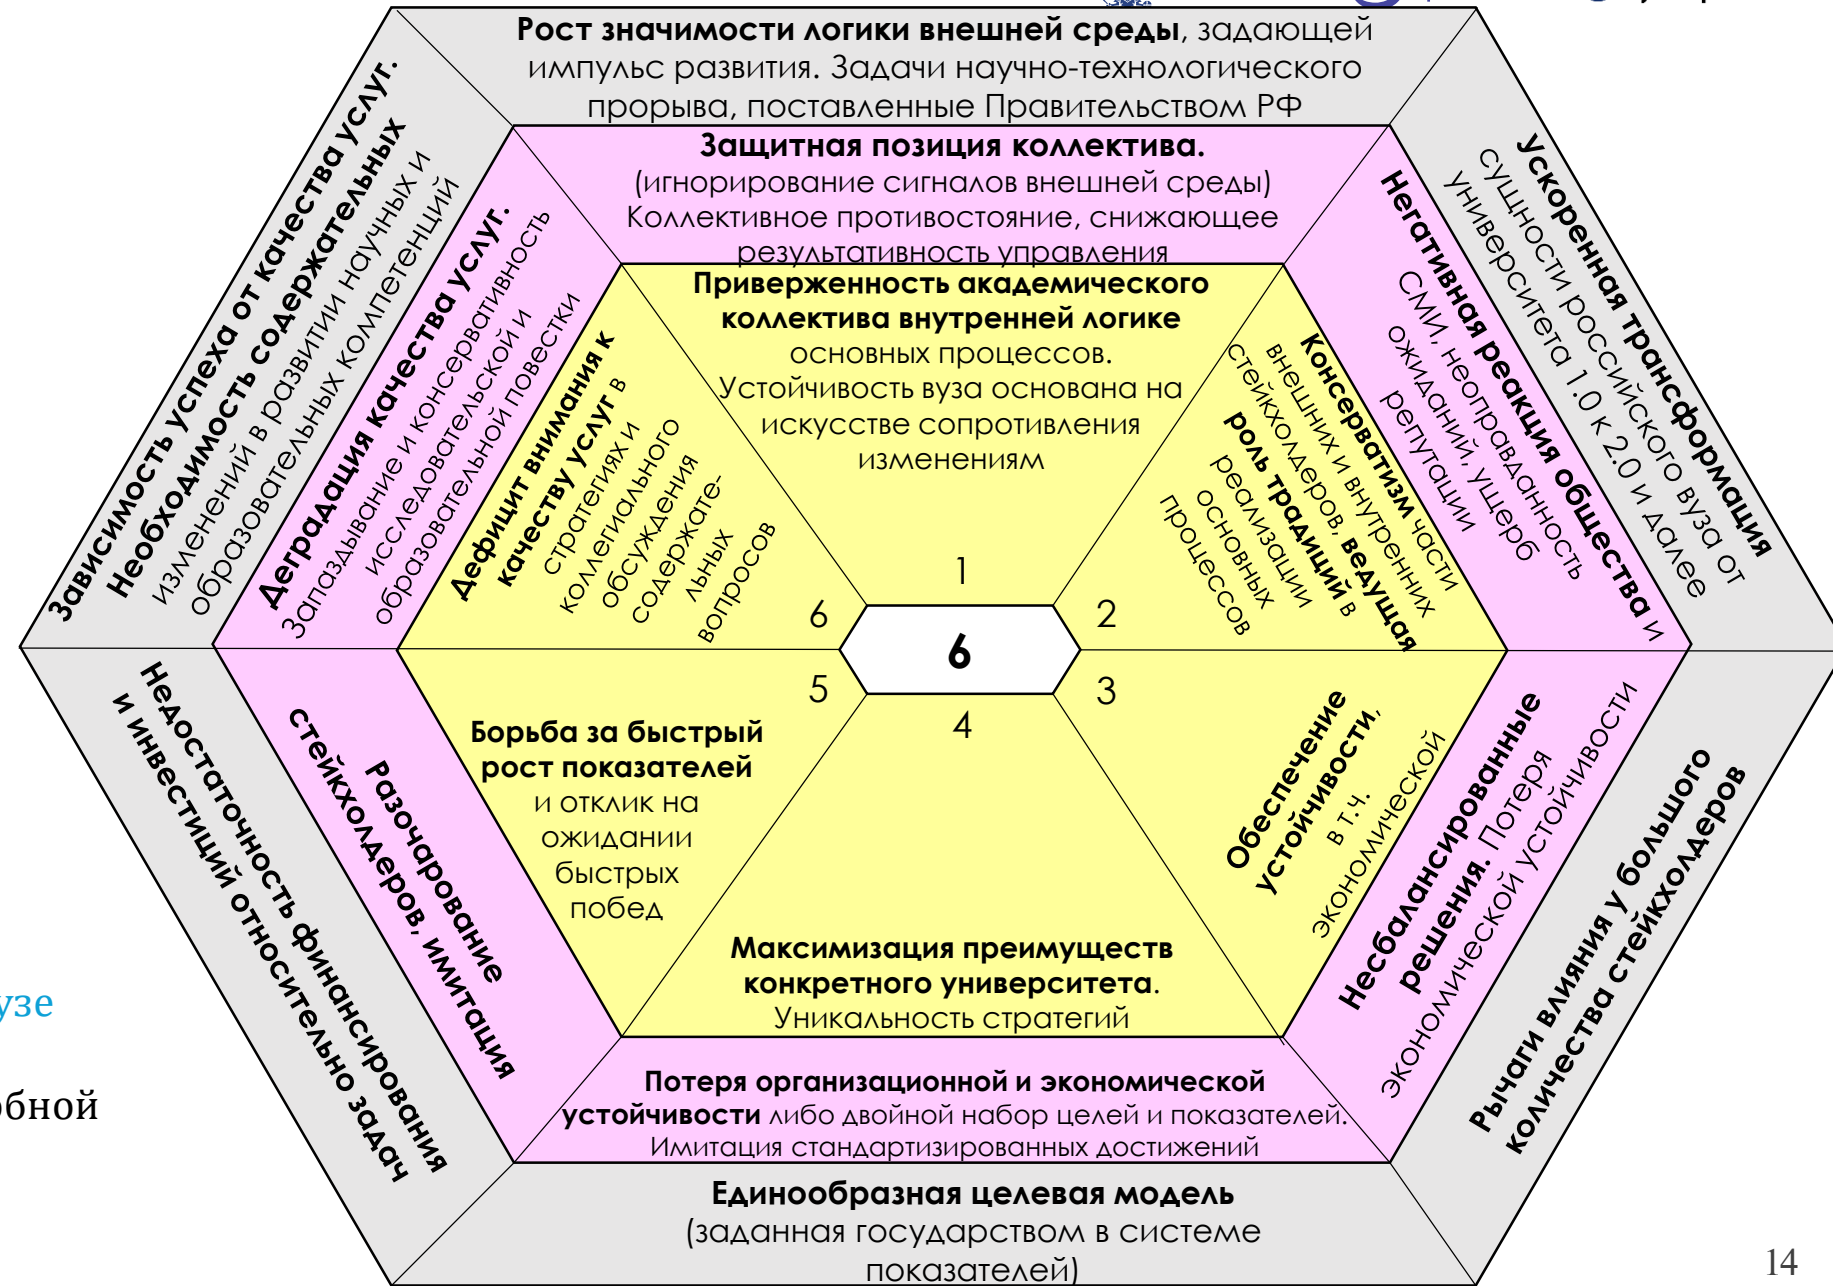 Рост значимости логики внешней среды, задающей
импульс развития. Задачи научно-технологического
прорыва, поставленные Правительством РФ
Защитная позиция коллектива.
(игнорирование сигналов внешней среды)
Коллективное противостояние, снижающее
результативность управления
Приверженность академического
коллектива внутренней логике
основных процессов.
Устойчивость вуза основана на
искусстве сопротивления
изменениям
1
Ускоренная трансформация
сущности российского вуза от
университета 1.0 к 2.0 и далее
Негативная реакция общества и
СМИ, неоправданность
ожиданий, ущерб
репутации
Консерватизм части
внешних и внутренних
стейкхолдеров, ведущая
роль традиций в
реализации
основных
процессов
2
Рычаги влияния у большого
количества стейкхолдеров
Несбалансированные
решения. Потеря
экономической устойчивости
Обеспечение
устойчивости,
в т.ч.
экономической
3
4
Максимизация преимуществ
конкретного университета.
Уникальность стратегий
Потеря организационной и экономической
устойчивости либо двойной набор целей и показателей.
Имитация стандартизированных достижений
Единообразная целевая модель
(заданная государством в системе
показателей)
5
Борьба за быстрый
рост показателей
и отклик на
ожидании
быстрых
побед
Разочарование
стейкхолдеров, имитация
Недостаточность финансирования
и инвестиций относительно задач
6
Дефицит внимания к
качеству услуг в
стратегиях и
коллегиального
обсуждения
содержате-
льных
вопросов
Деградация качества услуг.
Запаздывание и консервативность
исследовательской и
образовательной повестки
Зависимость успеха от качества услуг.
Необходимость содержательных
изменений в развитии научных и
образовательных компетенций
6
узе
обной
14